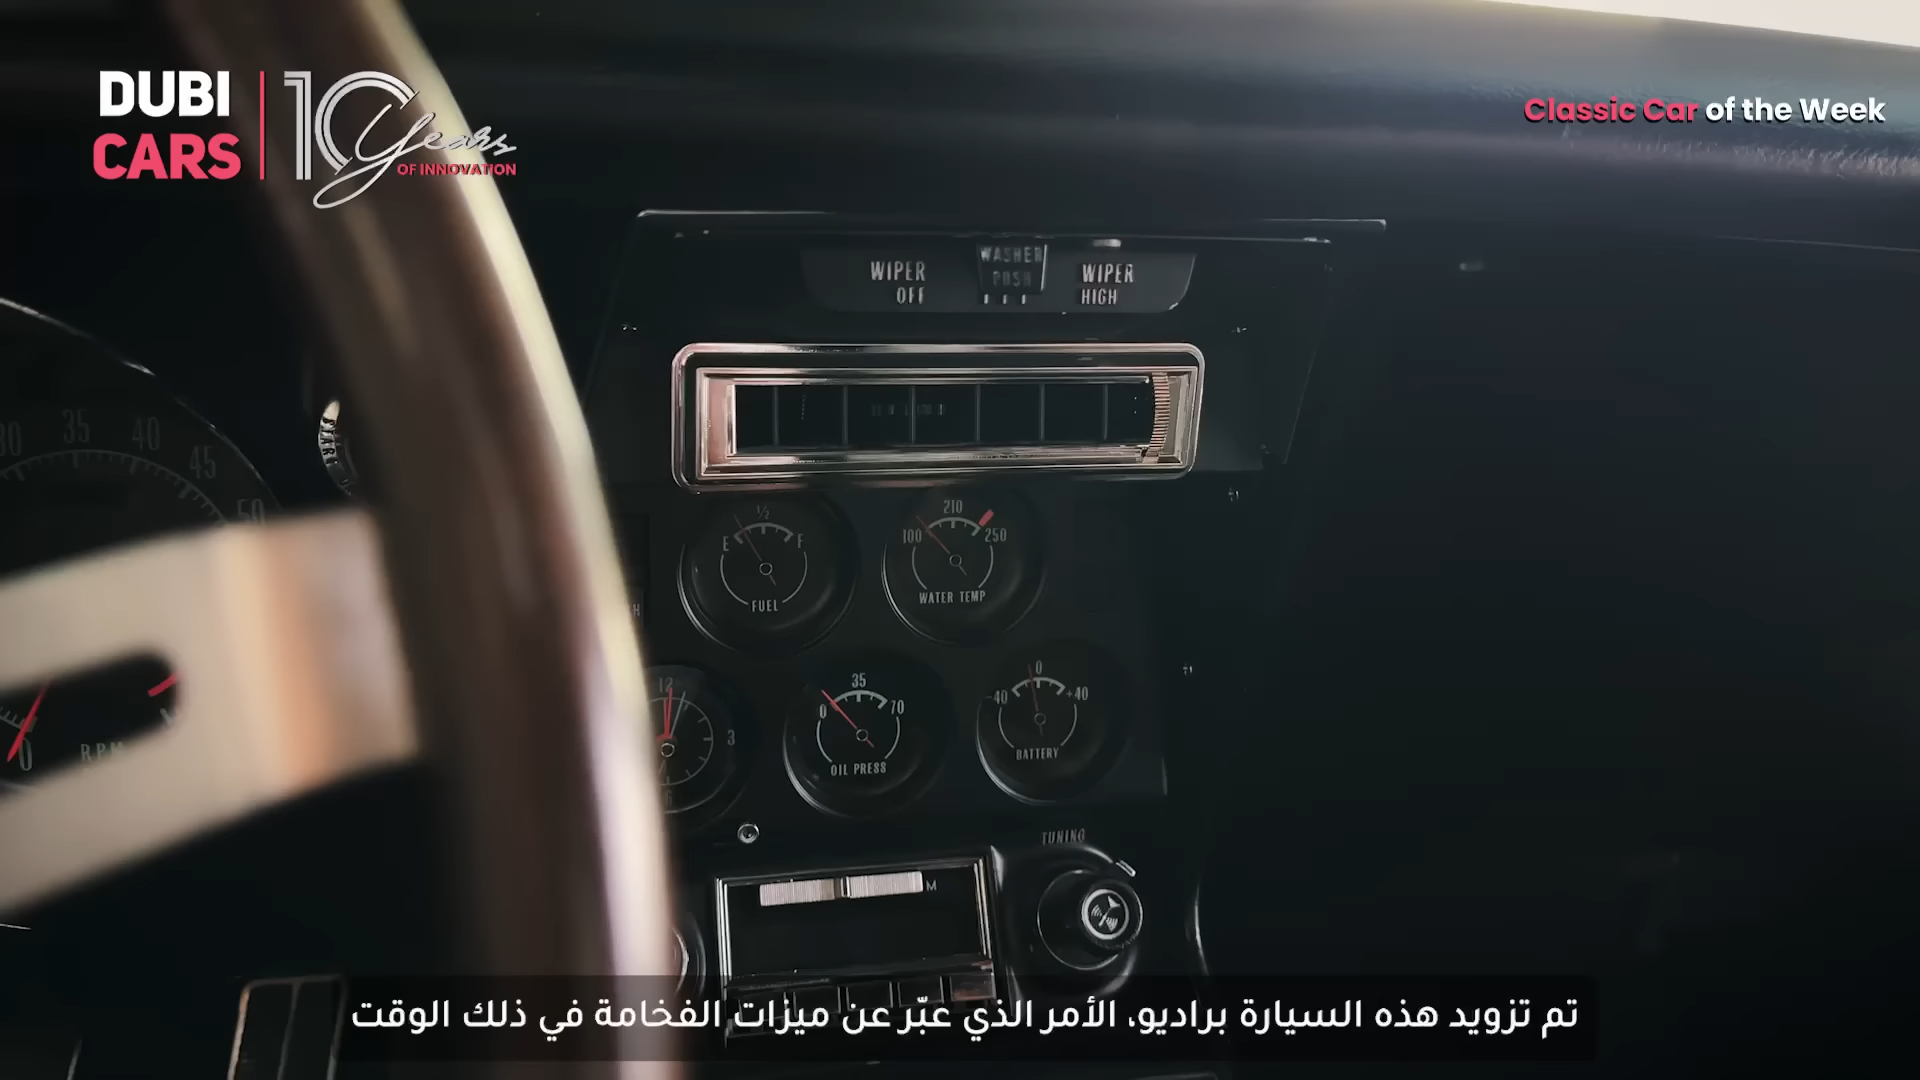 DUBI
CARS
10 Years
OF INNOVATION
Classic Car of the Week
WIPER
OFF
WASHER
PUSH
WIPER
HIGH
35
40
45
50
1/2
E
F
FUEL
210
100
250
WATER TEMP
12
3
6
35
0
70
OIL PRESS
0
-40
+40
BATTERY
0
RPM
TUNING
M
تم تزويد هذه السيارة براديو، الأمر الذي عبّر عن ميزات الفخامة في ذلك الوقت